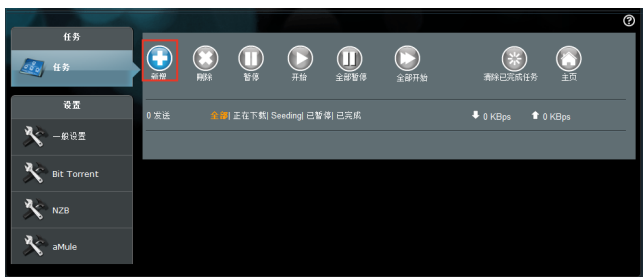 任务
任务
设置
一般设置
Bit Torrent
NZB
aMule
新增
删除
暂停
开始
全部暂停
全部开始
清除已完成任务
主页
0 发送 全部| 正在下载| Seeding| 已暂停| 已完成 0 KBps 0 KBps